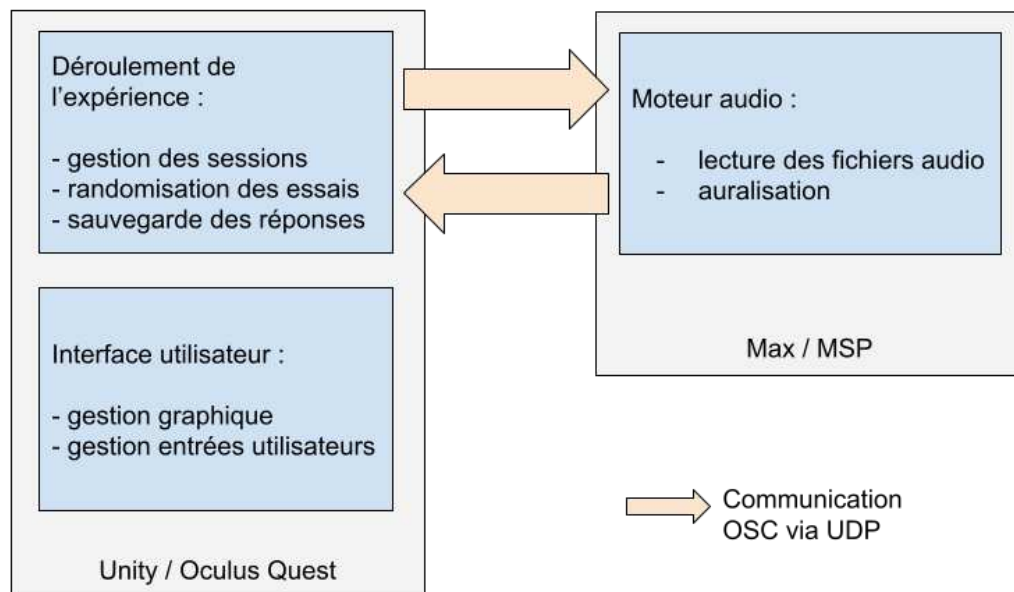 Déroulement de
l'expérience :
- gestion des sessions
- randomisation des essais
- sauvegarde des réponses
Interface utilisateur :
- gestion graphique
- gestion entrées utilisateurs
Unity / Oculus Quest
Moteur audio :
- lecture des fichiers audio
- auralisation
Max / MSP
Communication
OSC via UDP